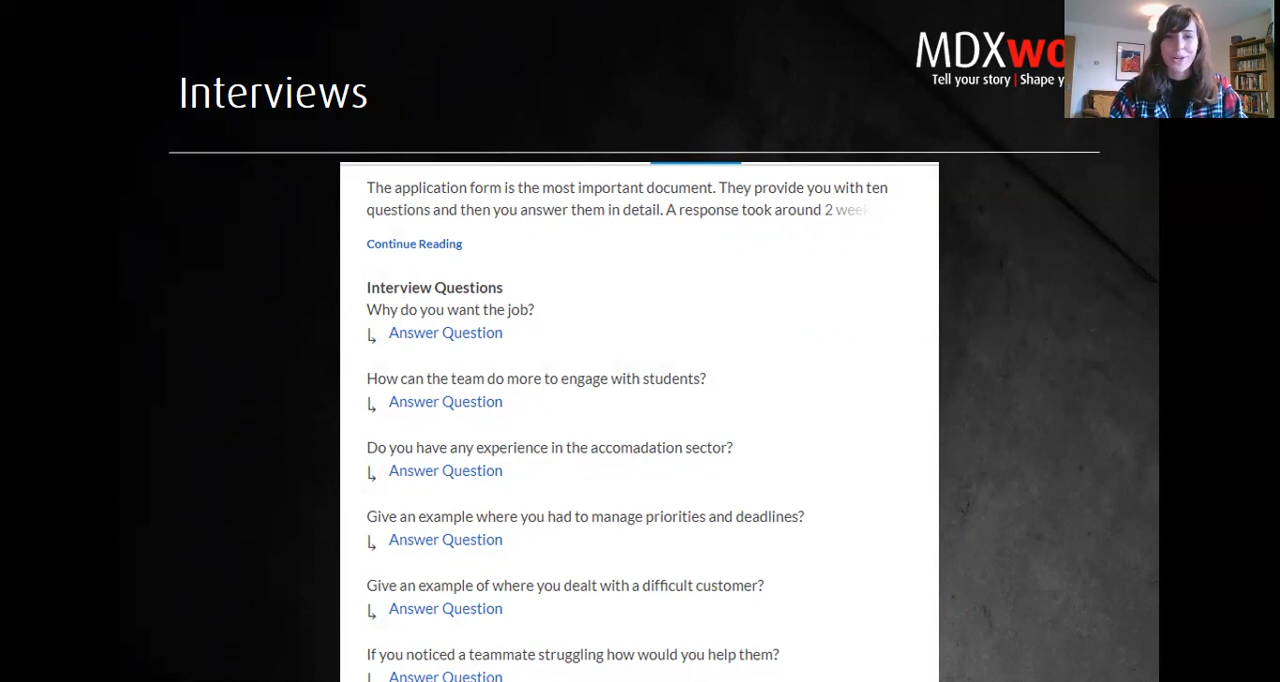 MDXwo
Tell your story | Shape y
Interviews
The application form is the most important document. They provide you with ten
questions and then you answer them in detail. A response took around 2 week
Continue Reading
Interview Questions
Why do you want the job?
Answer Question
How can the team do more to engage with students?
Answer Question
Do you have any experience in the accomadation sector?
Answer Question
Give an example where you had to manage priorities and deadlines?
Answer Question
Give an example of where you dealt with a difficult customer?
Answer Question
If you noticed a teammate struggling how would you help them?
Answer Question